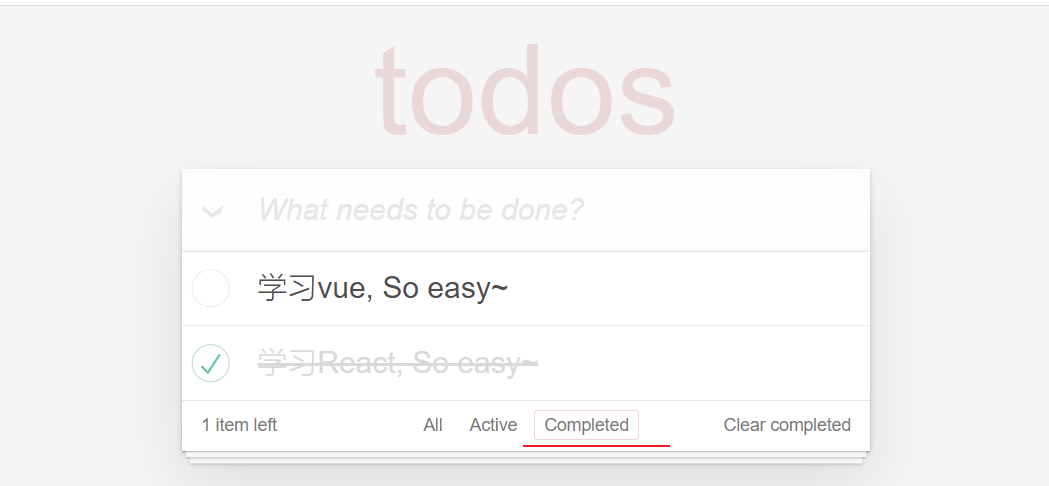 todos
What needs to be done?
学习vue, So easy~
学习React, So easy~
1 item left All Active Completed Clear completed